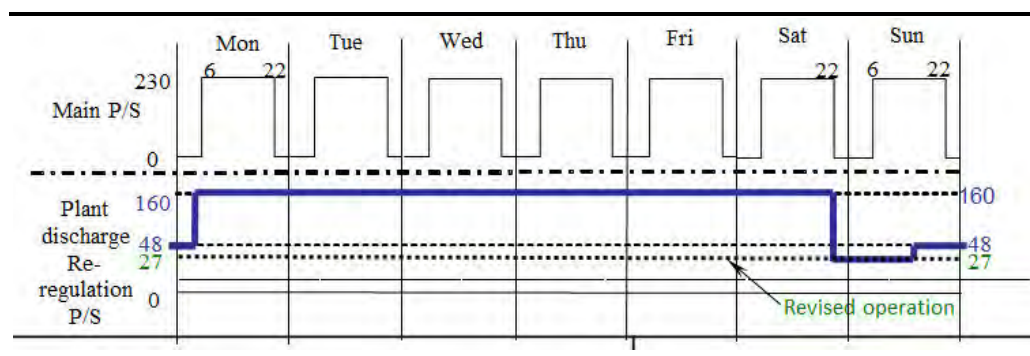 Mon Tue Wed Thu Fri Sat Sun
6 22 22 6 22
230
Main P/S
0
160 160
Plant
discharge
48 48
27 27
Re-
regulation
P/S
0
Revised operation